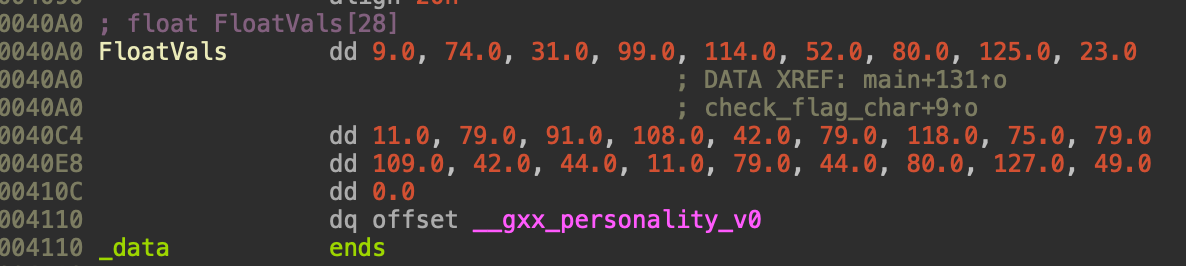 ; float FloatVals[28]
0040A0 ; float FloatVals[28]
0040A0 FloatVals dd 9.0, 74.0, 31.0, 99.0, 114.0, 52.0, 80.0, 125.0, 23.0
0040A0 ; DATA XREF: main+131↑o
0040A0 ; check_flag_char+9↑o
0040C4 dd 11.0, 79.0, 91.0, 108.0, 42.0, 79.0, 118.0, 75.0, 79.0
0040E8 dd 109.0, 42.0, 44.0, 11.0, 79.0, 44.0, 80.0, 127.0, 49.0
00410C dd 0.0
004110 dq offset __gxx_personality_v0
004110 _data ends